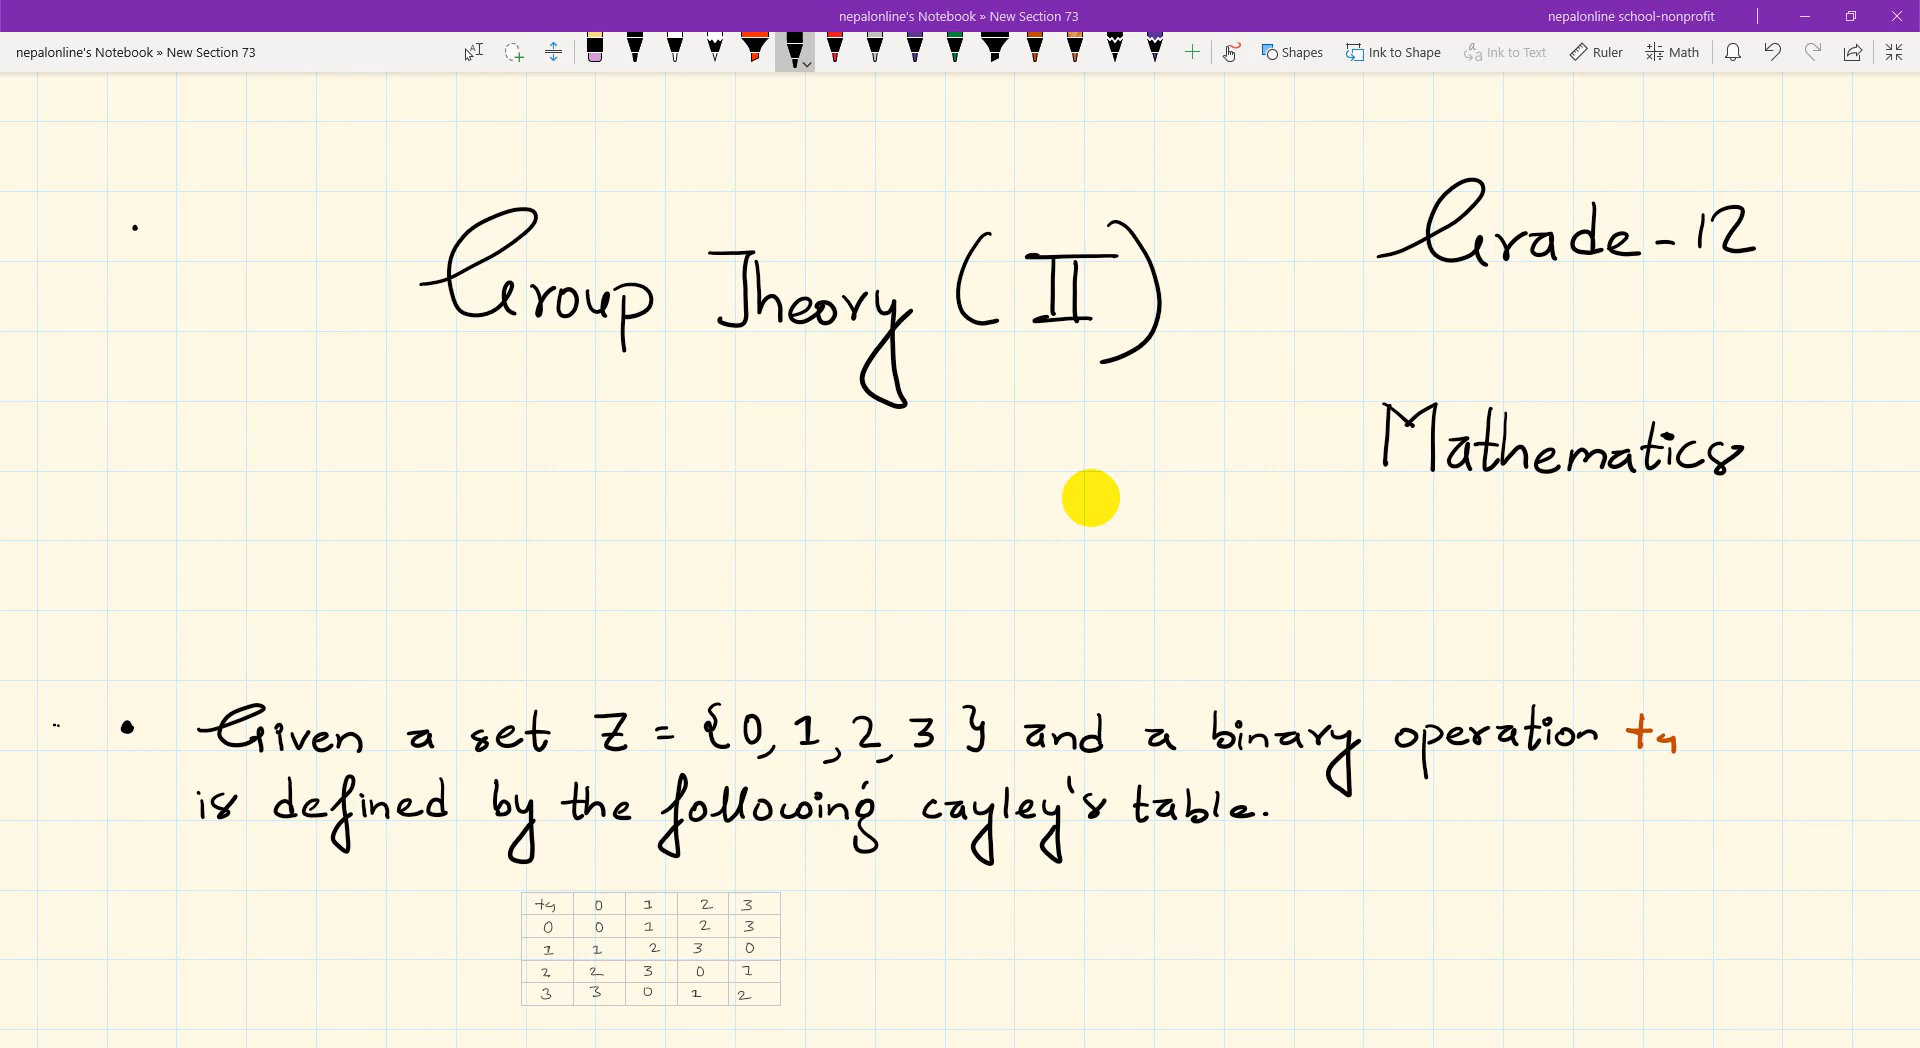 nepalonline's Notebook » New Section 73
nepalonline school-nonprofit
nepalonline's Notebook » New Section 73
Shapes
Ink to Shape
Ink to Text
Ruler
Math
Group Theory (II)
Grade-12
Mathematics
• Given a set Z = {0, 1, 2, 3} and a binary operation +4
is defined by the following cayley's table.
+4 0 1 2 3
0 0 1 2 3
1 1 2 3 0
2 2 3 0 1
3 3 0 1 2